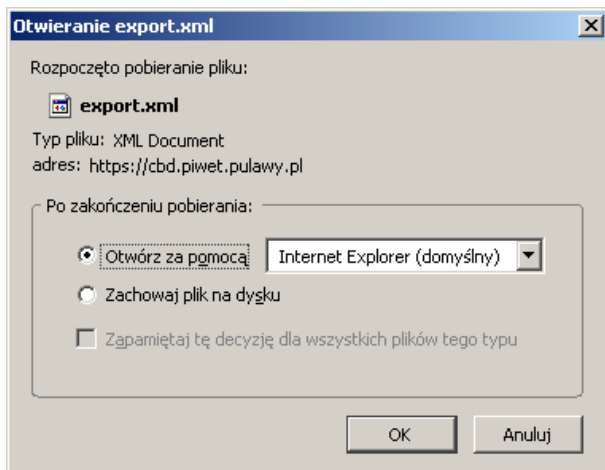 Otwieranie export.xml
Rozpoczęto pobieranie pliku:
export.xml
Typ pliku: XML Document
adres: https://cbd.piwet.pulawy.pl
Po zakończeniu pobierania:
Otwórz za pomocą Internet Explorer (domyślny)
Zachowaj plik na dysku
Zapamiętaj tę decyzję dla wszystkich plików tego typu
OK Anuluj